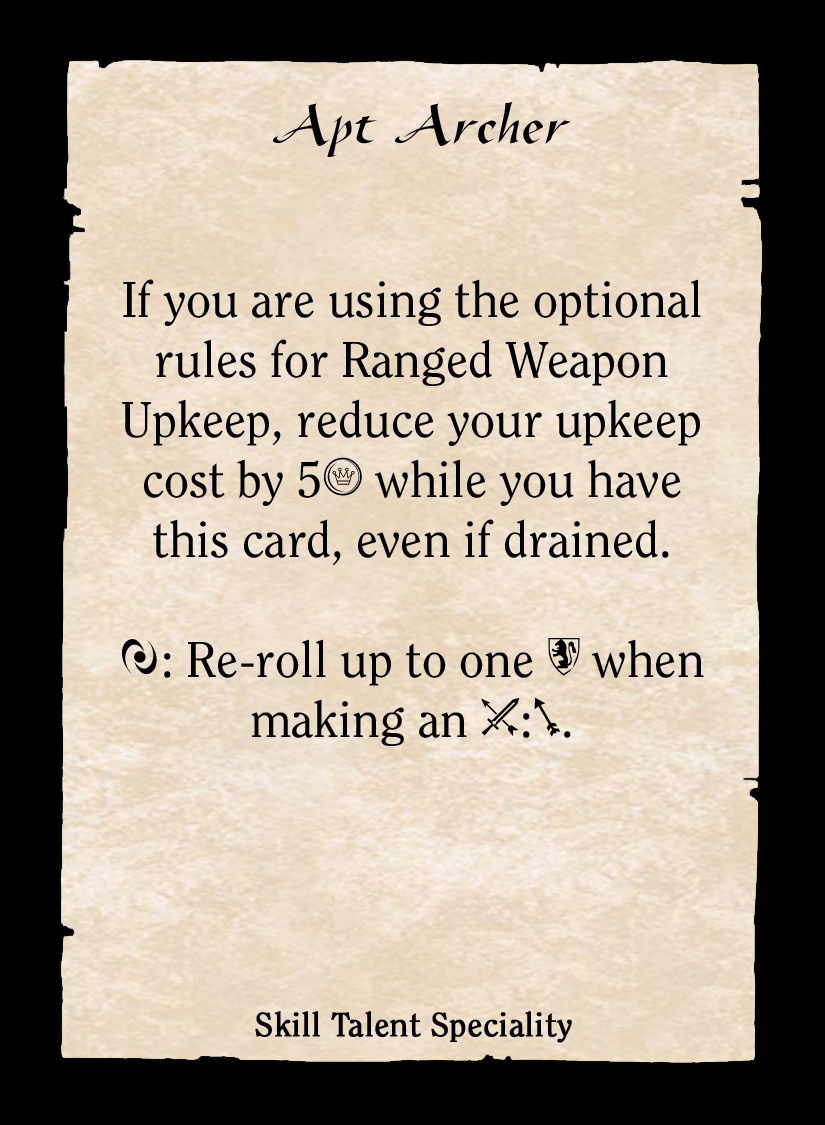 Apt Archer
If you are using the optional
rules for Ranged Weapon
Upkeep, reduce your upkeep
cost by 5 while you have
this card, even if drained.
: Re-roll up to one when
making an :.
Skill Talent Speciality